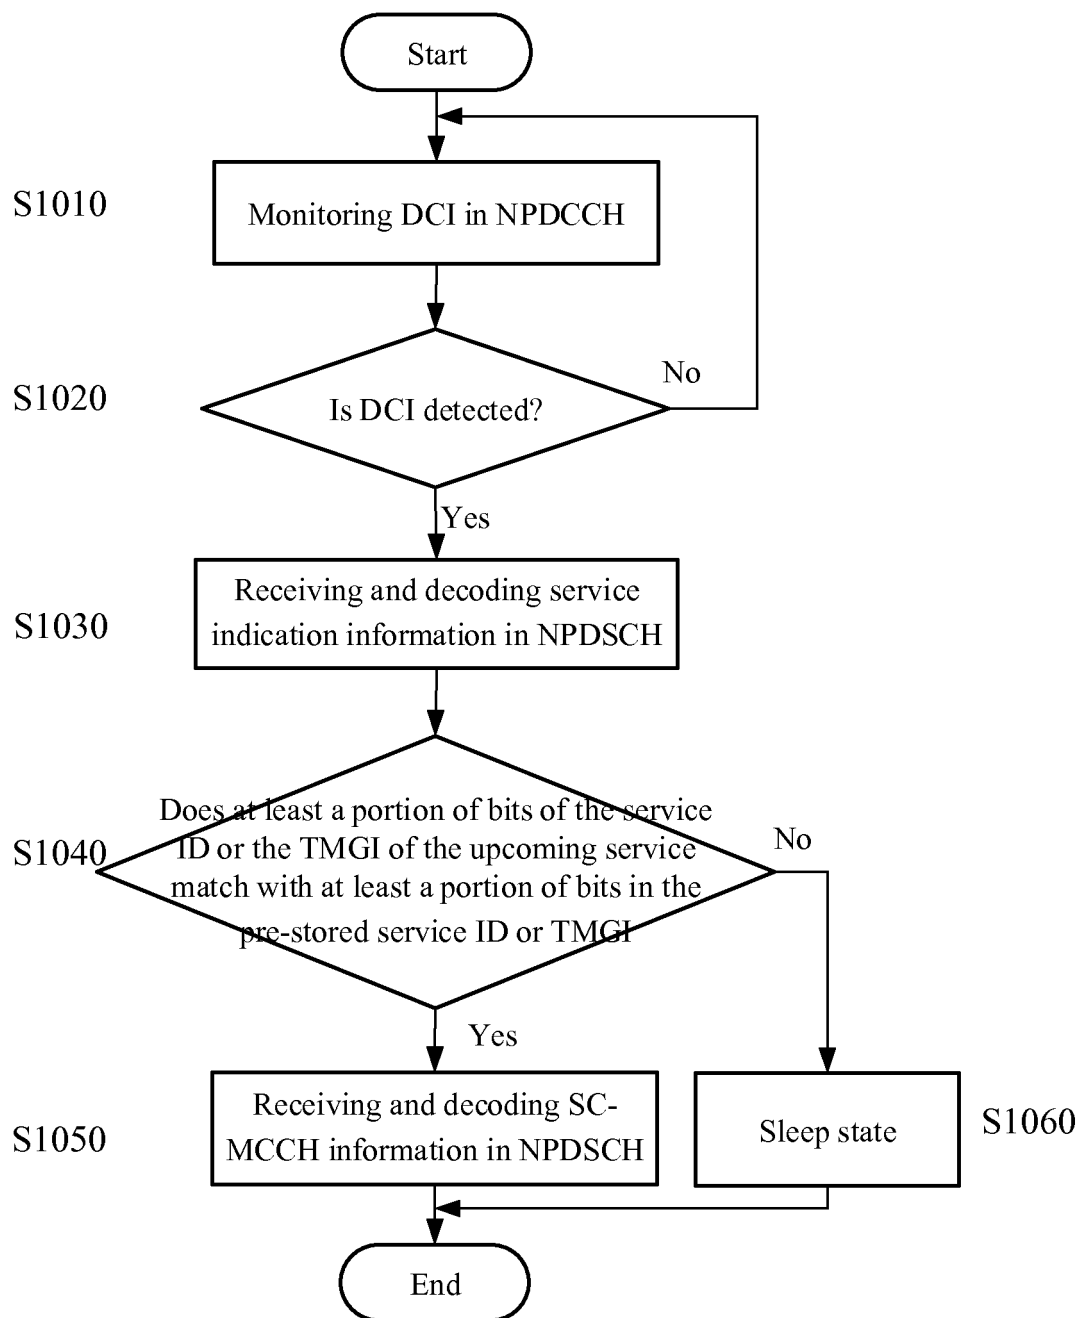 Start
S1010
Monitoring DCI in NPDCCH
S1020
Is DCI detected?
No
Yes
S1030
Receiving and decoding service
indication information in NPDSCH
S1040
Does at least a portion of bits of the service
ID or the TMGI of the upcoming service
match with at least a portion of bits in the
pre-stored service ID or TMGI
No
Yes
S1050
Receiving and decoding SC-
MCCH information in NPDSCH
Sleep state
S1060
End